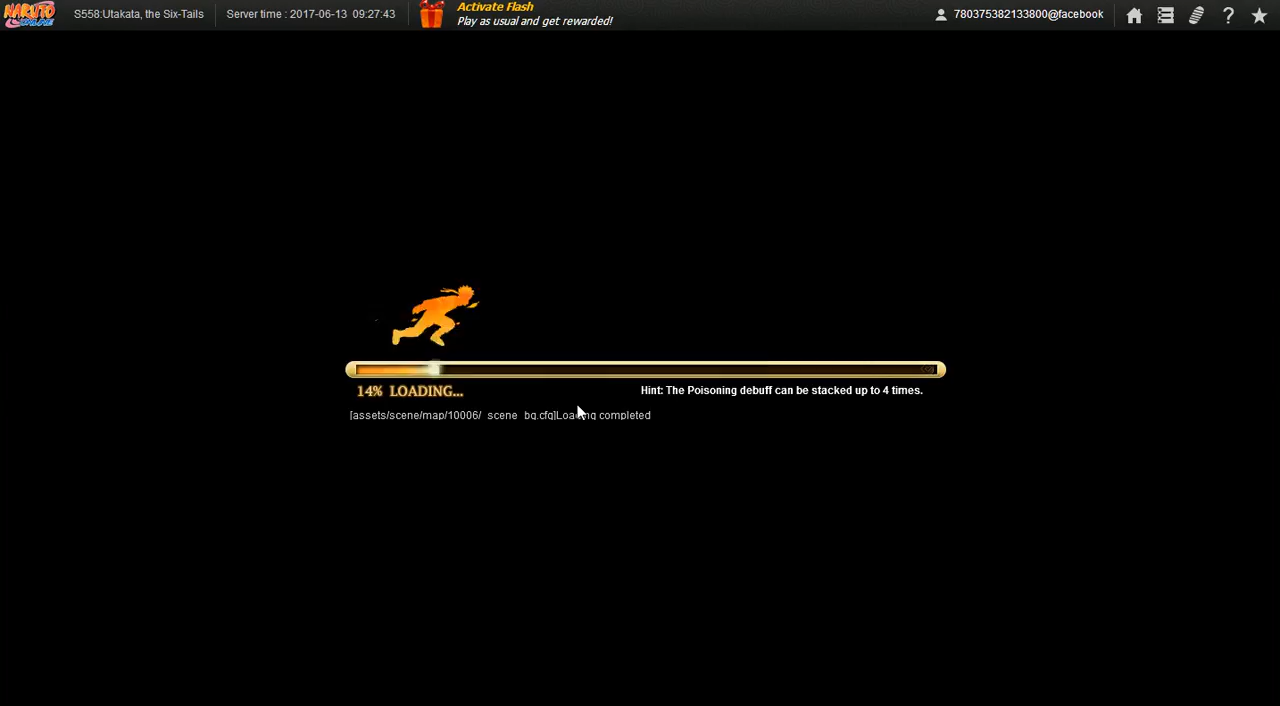 NARUTO ONLINE
S558:Utakata, the Six-Tails
Server time : 2017-06-13 09:27:43
Activate Flash
Play as usual and get rewarded!
780375382133800@facebook
14% LOADING...
Hint: The Poisoning debuff can be stacked up to 4 times.
[assets/scene/map/10006/_scene_bg.cfg]Loading completed